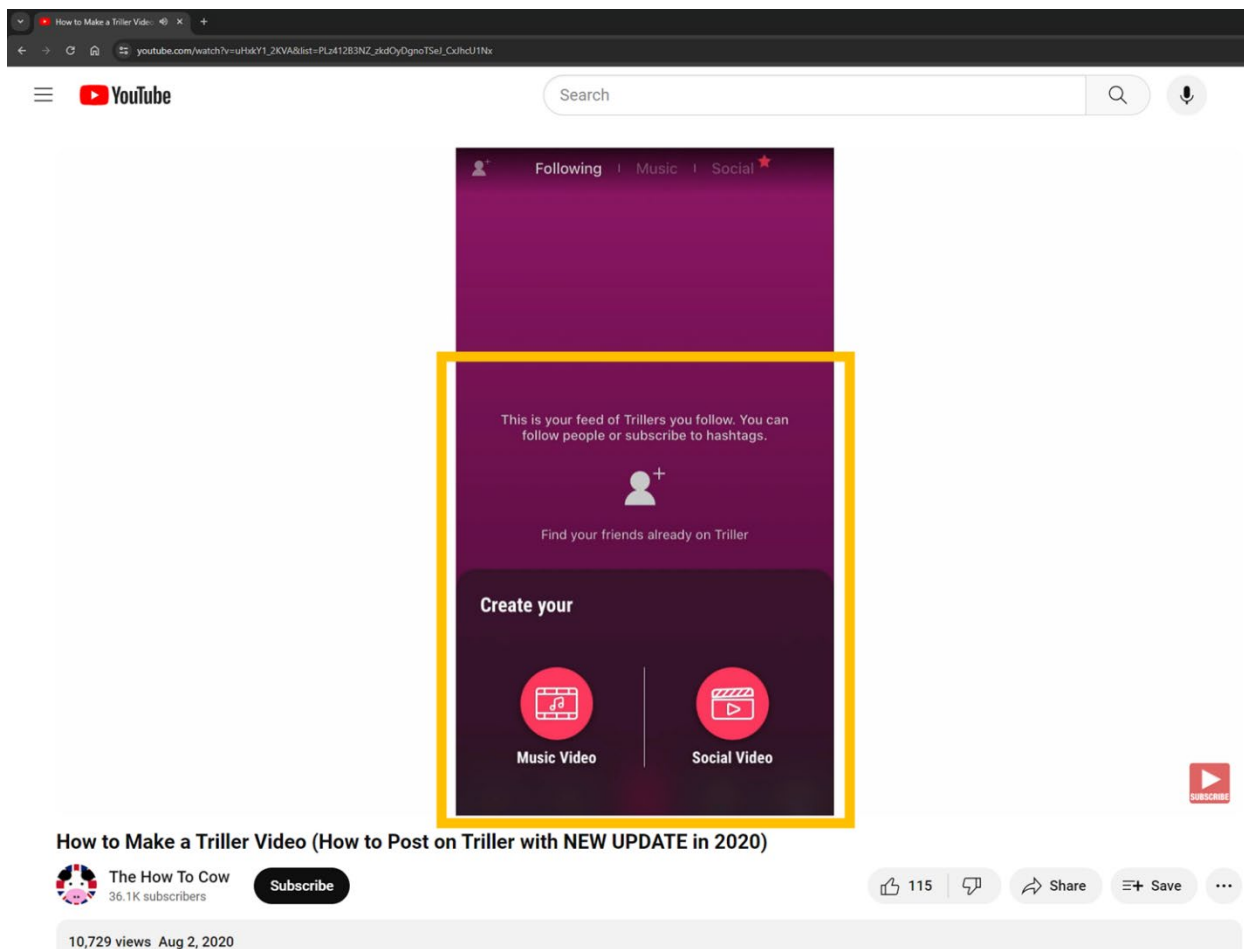 How to Make a Triller Video
youtube.com/watch?v=uHxkY1_2KVA&list=PLz412B3NZ_zkdOyDgnoTSeJ_CxJhcU1Nx
YouTube
Search
Following | Music | Social
This is your feed of Trillers you follow. You can
follow people or subscribe to hashtags.
Find your friends already on Triller
Create your
Music Video
Social Video
SUBSCRIBE
How to Make a Triller Video (How to Post on Triller with NEW UPDATE in 2020)
The How To Cow
36.1K subscribers
Subscribe
115
Share
Save
10,729 views Aug 2, 2020